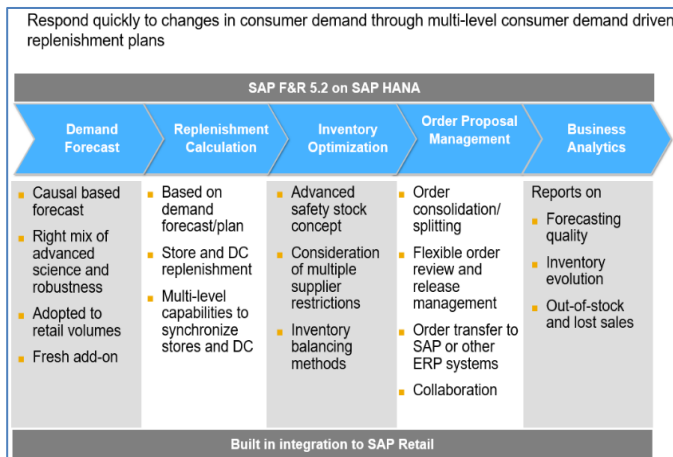 Respond quickly to changes in consumer demand through multi-level consumer demand driven
replenishment plans
SAP F&R 5.2 on SAP HANA
Demand
Forecast
Replenishment
Calculation
Inventory
Optimization
Order Proposal
Management
Business
Analytics
Causal based
forecast
Right mix of
advanced
science and
robustness
Adopted to
retail volumes
Fresh add-on
Based on
demand
forecast/plan
Store and DC
replenishment
Multi-level
capabilities to
synchronize
stores and DC
Advanced
safety stock
concept
Consideration
of multiple
supplier
restrictions
Inventory
balancing
methods
Order
consolidation/
splitting
Flexible order
review and
release
management
Order transfer to
SAP or other
ERP systems
Collaboration
Reports on
Forecasting
quality
Inventory
evolution
Out-of-stock
and lost sales
Built in integration to SAP Retail